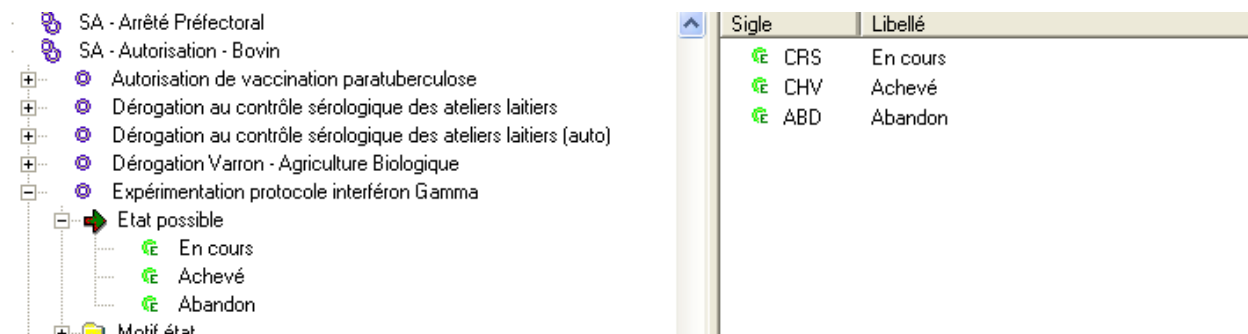 SA - Arrêté Préfectoral
SA - Autorisation - Bovin
Autorisation de vaccination paratuberculose
Dérogation au contrôle sérologique des ateliers laitiers
Dérogation au contrôle sérologique des ateliers laitiers (auto)
Dérogation Varron - Agriculture Biologique
Expérimentation protocole interféron Gamma
Etat possible
En cours
Achevé
Abandon
Motif état
Sigle Libellé
CRS En cours
CHV Achevé
ABD Abandon